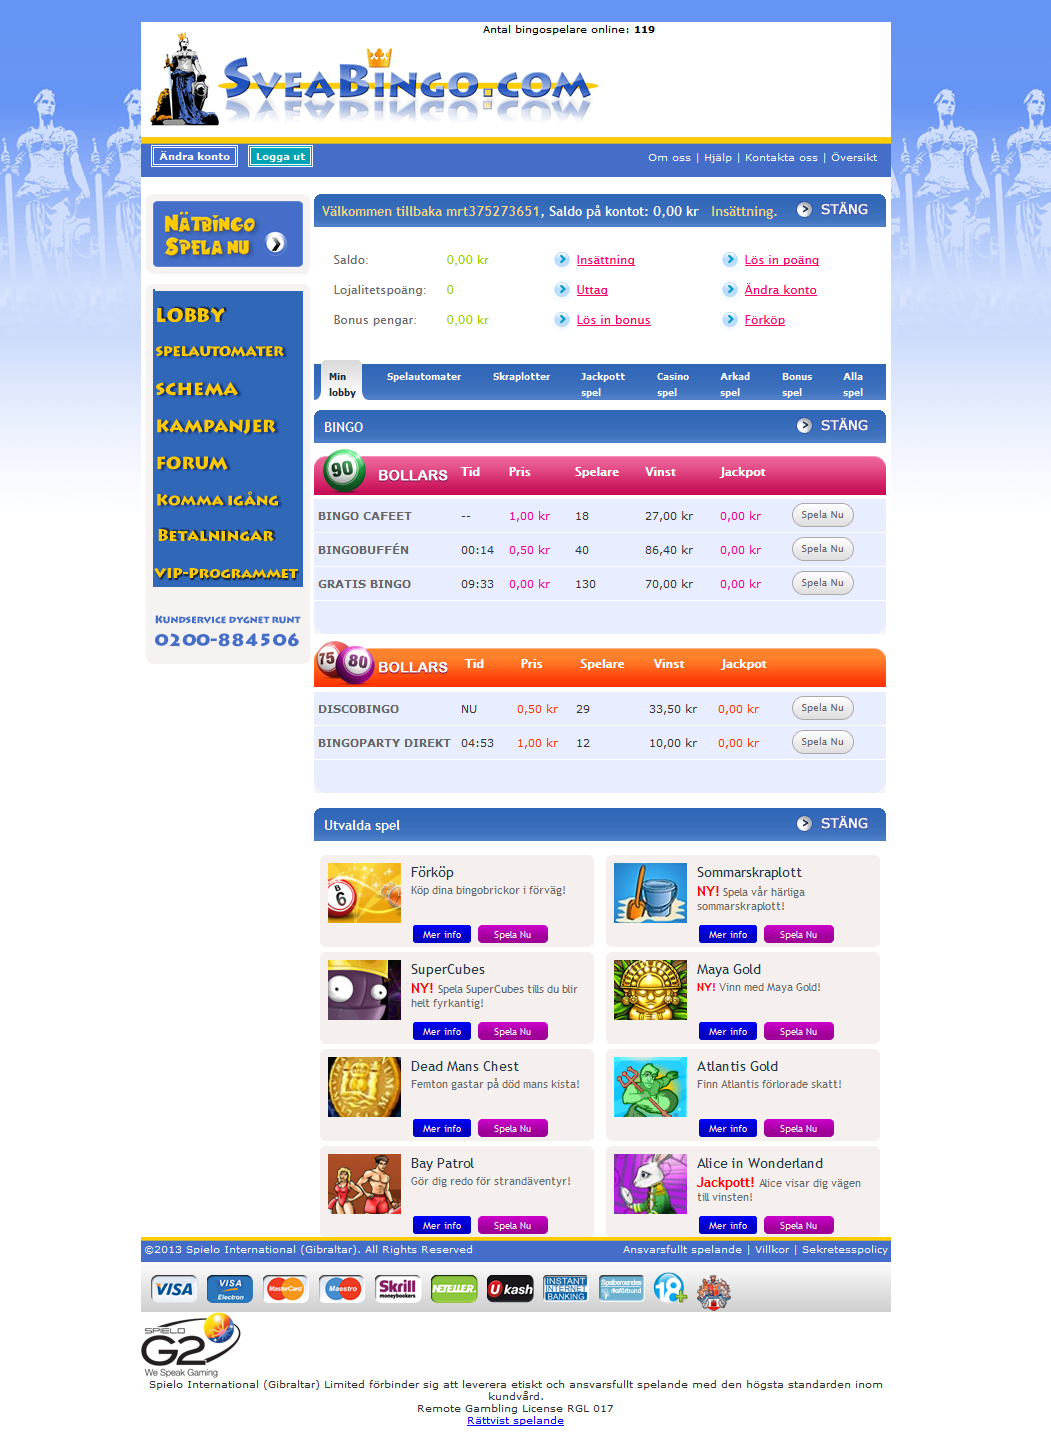 Antal bingospelare online: 119
SveaBingo.com
Ändra konto
Logga ut
Om oss | Hjälp | Kontakta oss | Översikt
Nätbingo
Spela nu
Lobby
Spelautomater
Schema
Kampanjer
Forum
Komma igång
Betalningar
VIP-Programmet
Kundservice dygnet runt
0200-884506
Välkommen tillbaka mrt375273651, Saldo på kontot: 0,00 kr Insättning. STÄNG
Saldo: 0,00 kr Insättning Lös in poäng
Lojalitetspoäng: 0 Uttag Ändra konto
Bonus pengar: 0,00 kr Lös in bonus Förköp
Min Spelautomater Skraplotter Jackpott Casino Arkad Bonus Alla
lobby spel spel spel spel spel
BINGO STÄNG
90 BOLLARS Tid Pris Spelare Vinst Jackpot
BINGO CAFEET -- 1,00 kr 18 27,00 kr 0,00 kr Spela Nu
BINGOBUFFÉN 00:14 0,50 kr 40 86,40 kr 0,00 kr Spela Nu
GRATIS BINGO 09:33 0,00 kr 130 70,00 kr 0,00 kr Spela Nu
75 80 BOLLARS Tid Pris Spelare Vinst Jackpot
DISCOBINGO NU 0,50 kr 29 33,50 kr 0,00 kr Spela Nu
BINGOPARTY DIREKT 04:53 1,00 kr 12 10,00 kr 0,00 kr Spela Nu
Utvalda spel STÄNG
6
Förköp
Köp dina bingobrickor i förväg!
Mer info Spela Nu
Sommarskraplott
NY! Spela vår härliga
sommarskraplott!
Mer info Spela Nu
SuperCubes
NY! Spela SuperCubes tills du blir
helt fyrkantig!
Mer info Spela Nu
Maya Gold
NY! Vinn med Maya Gold!
Mer info Spela Nu
Dead Mans Chest
Femton gastar på död mans kista!
Mer info Spela Nu
Atlantis Gold
Finn Atlantis förlorade skatt!
Mer info Spela Nu
Bay Patrol
Gör dig redo för strandäventyr!
Mer info Spela Nu
Alice in Wonderland
Jackpott! Alice visar dig vägen
till vinsten!
Mer info Spela Nu
©2013 Spielo International (Gibraltar). All Rights Reserved
Ansvarsfullt spelande | Villkor | Sekretesspolicy
VISA
VISA
Electron
MasterCard
Maestro
Skrill
moneybookers
NETELLER.
Ukash
INSTANT
INTERNET
BANKING
Spelberoendes
riksförbund
18+
SPIELO
G2
We Speak Gaming
Spielo International (Gibraltar) Limited förbinder sig att leverera etiskt och ansvarsfullt spelande med den högsta standarden inom
kundvård.
Remote Gambling License RGL 017
Rättvist spelande